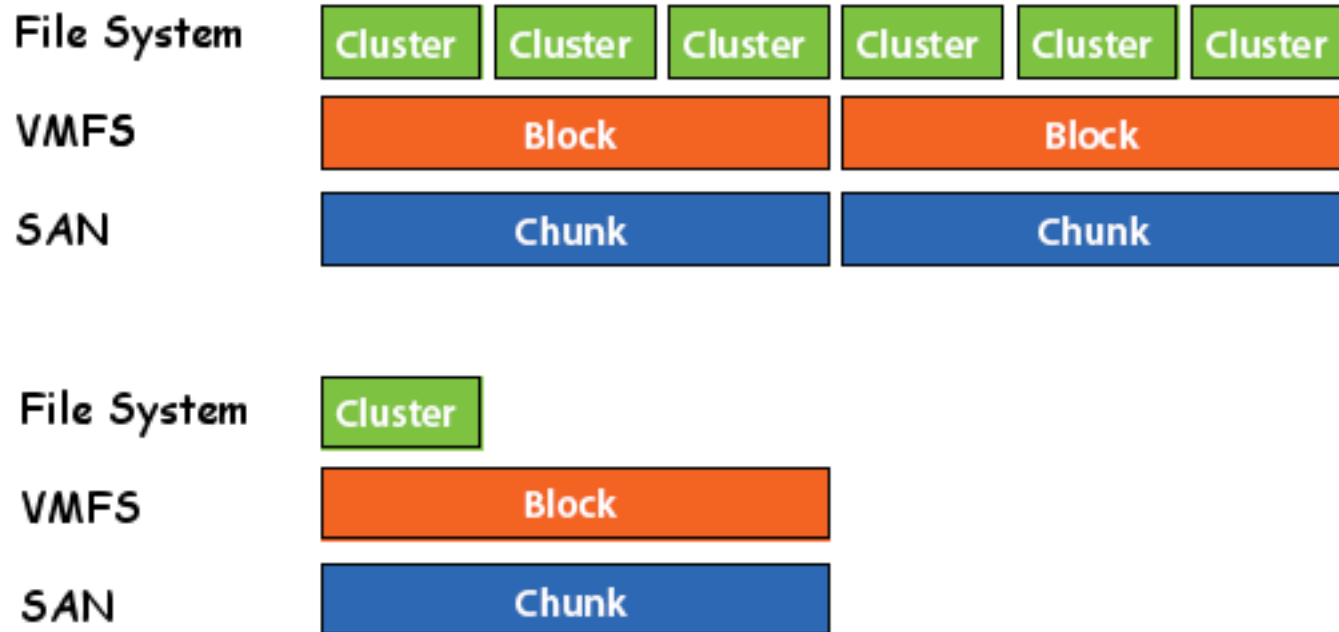 File System Cluster Cluster Cluster Cluster Cluster Cluster
VMFS Block Block
SAN Chunk Chunk
File System Cluster
VMFS Block
SAN Chunk